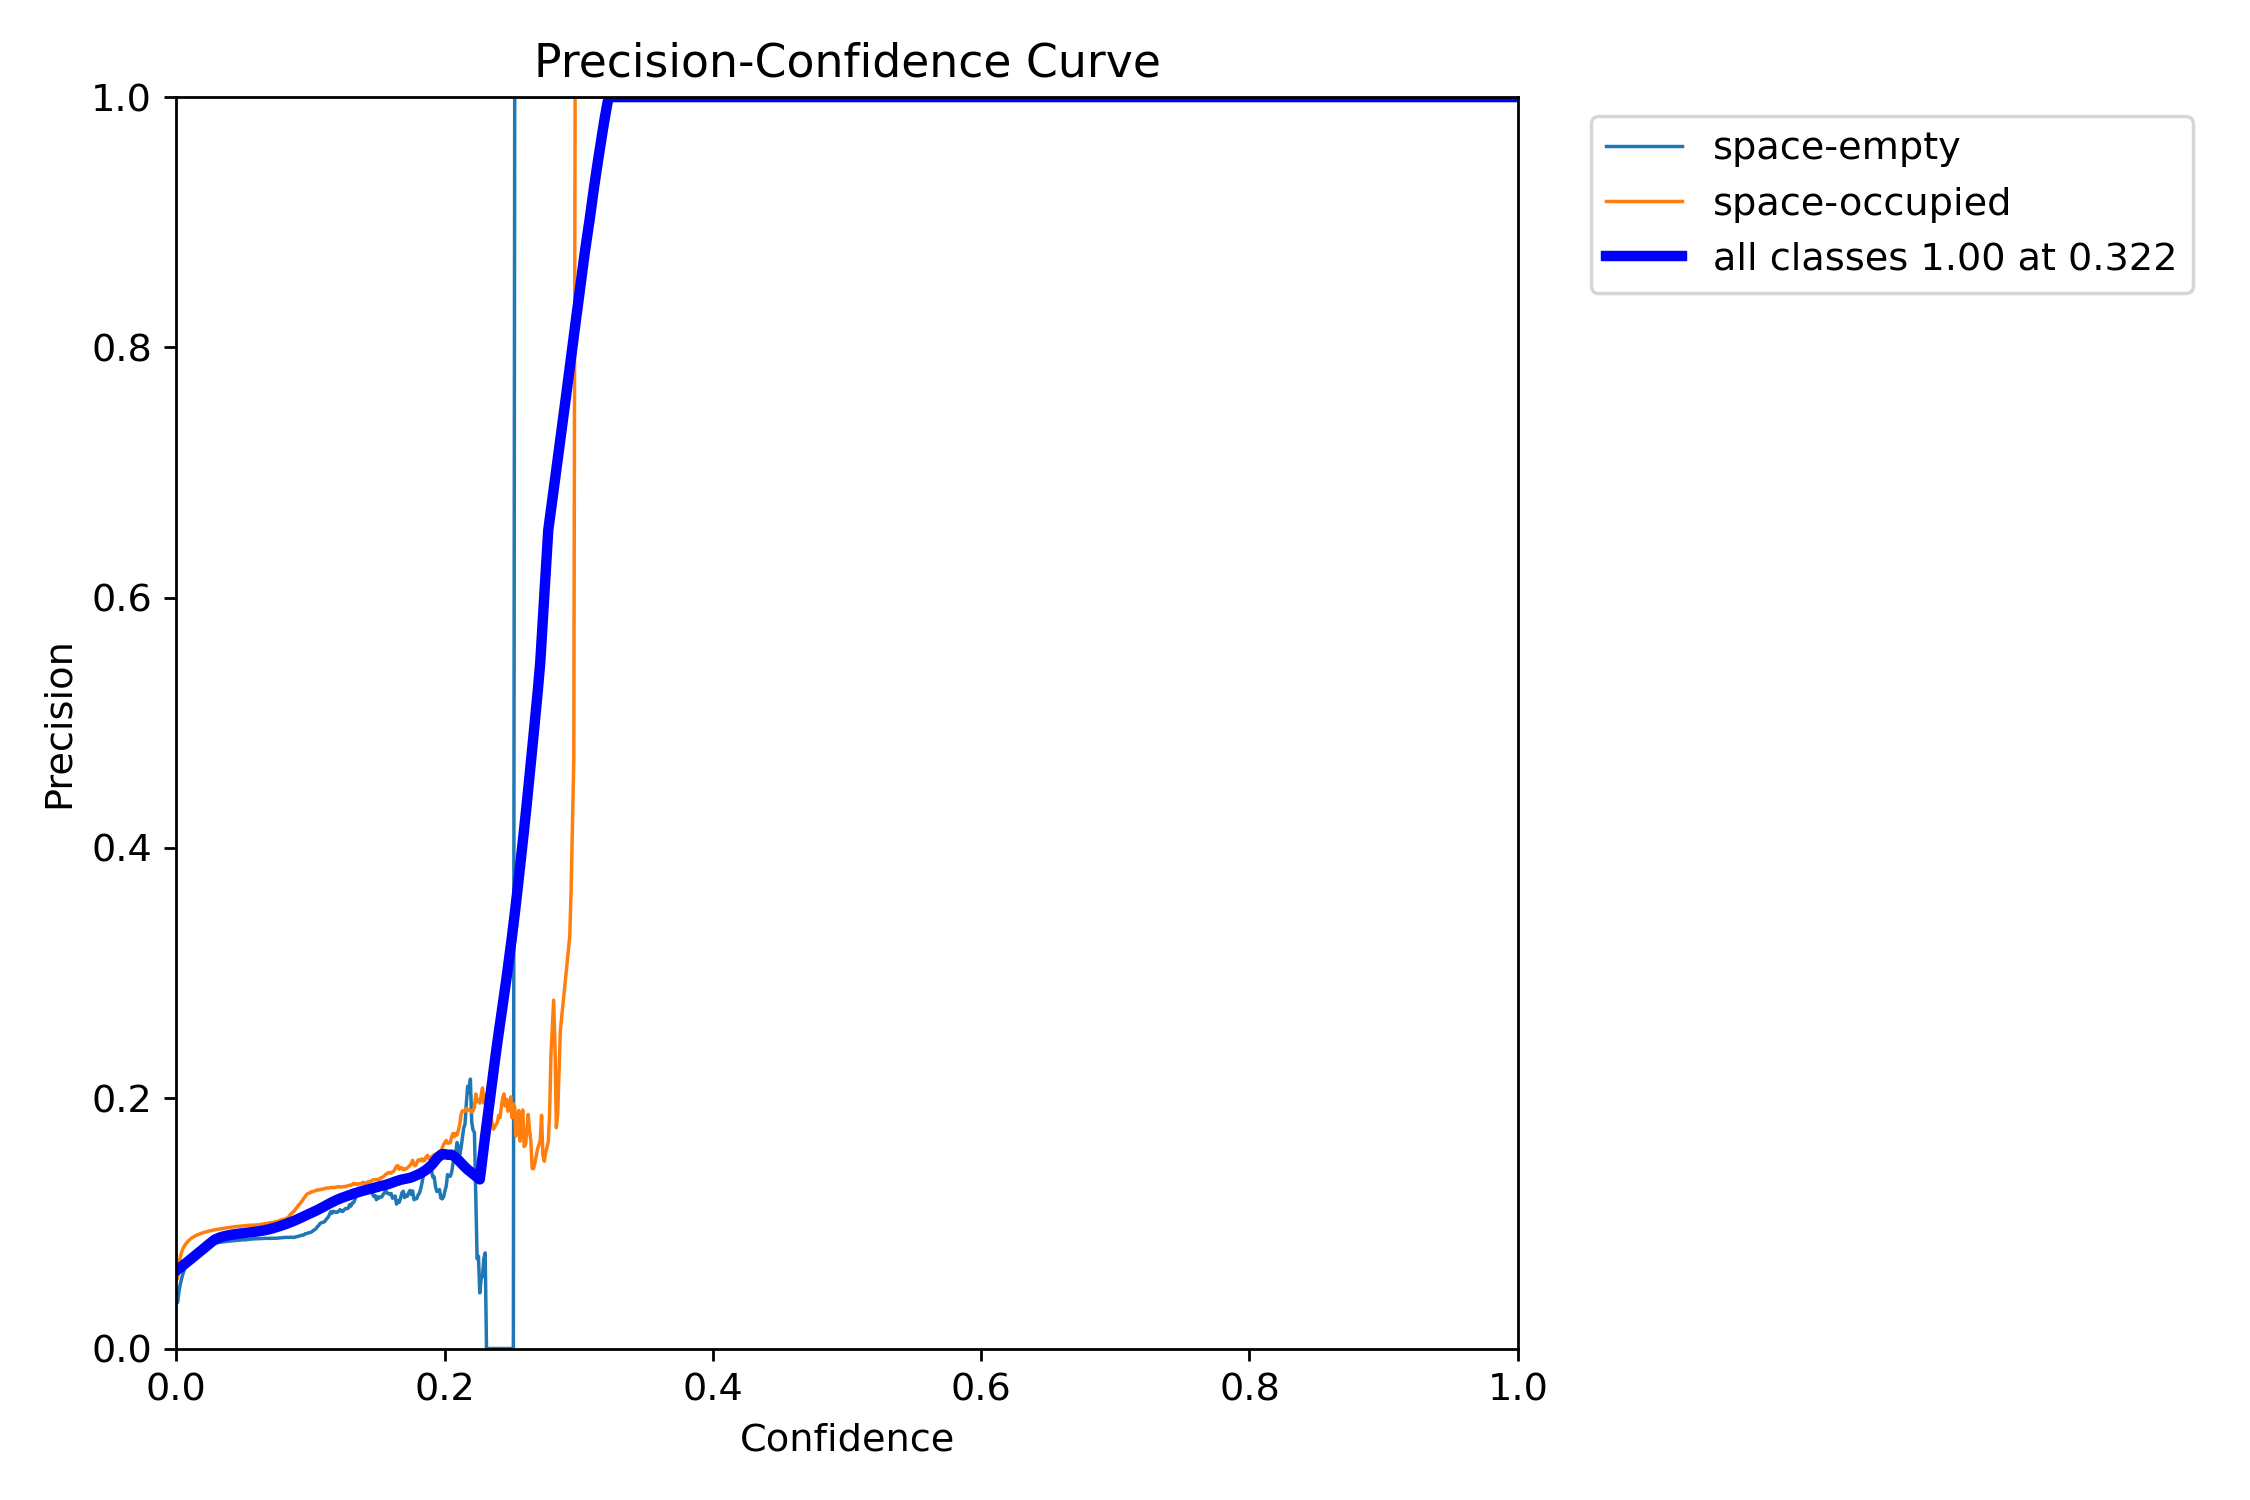 Precision-Confidence Curve
1.0
0.8
0.6
0.4
0.2
0.0
Precision
0.0 0.2 0.4 0.6 0.8 1.0
Confidence
space-empty
space-occupied
all classes 1.00 at 0.322